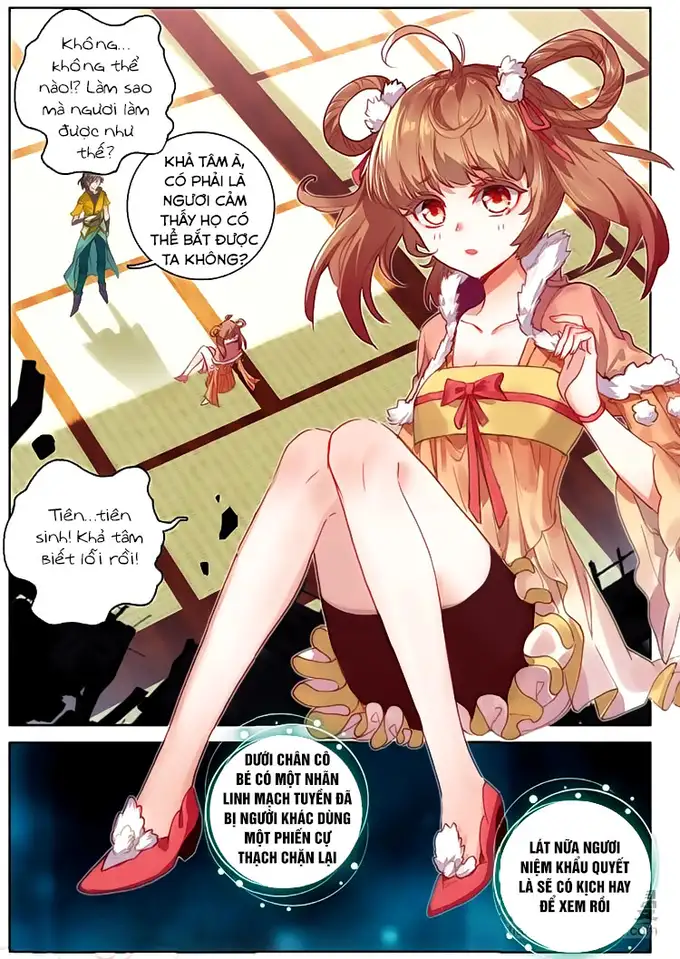 Không...
không thể
nào!? Làm sao
mà ngươi làm
được như
thế?
KHẢ TÂM À,
CÓ PHẢI LÀ
NGƯƠI CẢM
THẤY HỌ CÓ
THỂ BẮT ĐƯỢC
TA KHÔNG?
Tiên...tiên
sinh! Khả tâm
biết lỗi rồi!
DƯỚI CHÂN CÔ
BÉ CÓ MỘT NHÃN
LINH MẠCH TUYỀN ĐÃ
BỊ NGƯỜI KHÁC DÙNG
MỘT PHIẾN CỰ
THẠCH CHẶN LẠI
LÁT NỮA NGƯƠI
NIỆM KHẨU QUYẾT
LÀ SẼ CÓ KỊCH HAY
ĐỂ XEM RỒI